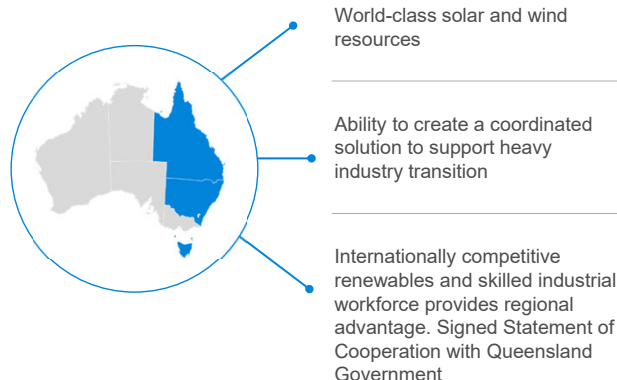 World-class solar and wind
resources
Ability to create a coordinated
solution to support heavy
industry transition
Internationally competitive
renewables and skilled industrial
workforce provides regional
advantage. Signed Statement of
Cooperation with Queensland
Government